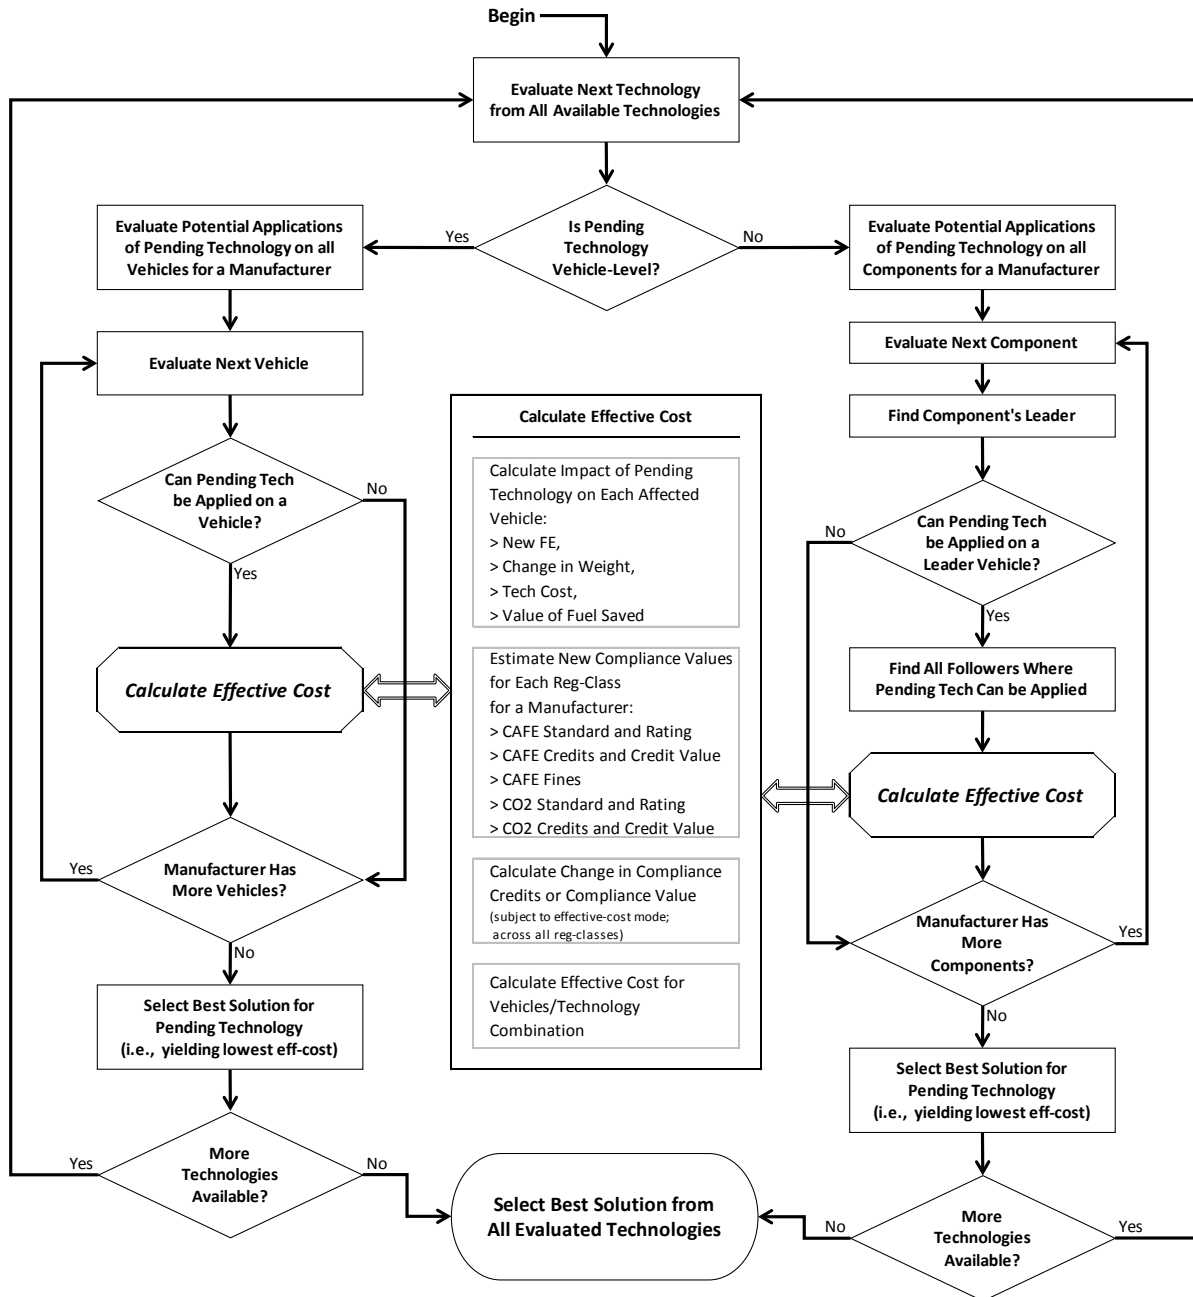 Begin
Evaluate Next Technology
from All Available Technologies
Is Pending
Technology
Vehicle-Level?
Yes
No
Evaluate Potential Applications
of Pending Technology on all
Vehicles for a Manufacturer
Evaluate Next Vehicle
Can Pending Tech
be Applied on a
Vehicle?
No
Yes
Calculate Effective Cost
Manufacturer Has
More Vehicles?
Yes
No
Select Best Solution for
Pending Technology
(i.e., yielding lowest eff-cost)
More
Technologies
Available?
Yes
No
Calculate Effective Cost
Calculate Impact of Pending
Technology on Each Affected
Vehicle:
> New FE,
> Change in Weight,
> Tech Cost,
> Value of Fuel Saved
Estimate New Compliance Values
for Each Reg-Class
for a Manufacturer:
> CAFE Standard and Rating
> CAFE Credits and Credit Value
> CAFE Fines
> CO2 Standard and Rating
> CO2 Credits and Credit Value
Calculate Change in Compliance
Credits or Compliance Value
(subject to effective-cost mode;
across all reg-classes)
Calculate Effective Cost for
Vehicles/Technology
Combination
Evaluate Potential Applications
of Pending Technology on all
Components for a Manufacturer
Evaluate Next Component
Find Component's Leader
Can Pending Tech
be Applied on a
Leader Vehicle?
No
Yes
Find All Followers Where
Pending Tech Can be Applied
Calculate Effective Cost
Manufacturer Has
More
Components?
Yes
No
Select Best Solution for
Pending Technology
(i.e., yielding lowest eff-cost)
More
Technologies
Available?
No
Yes
Select Best Solution from
All Evaluated Technologies